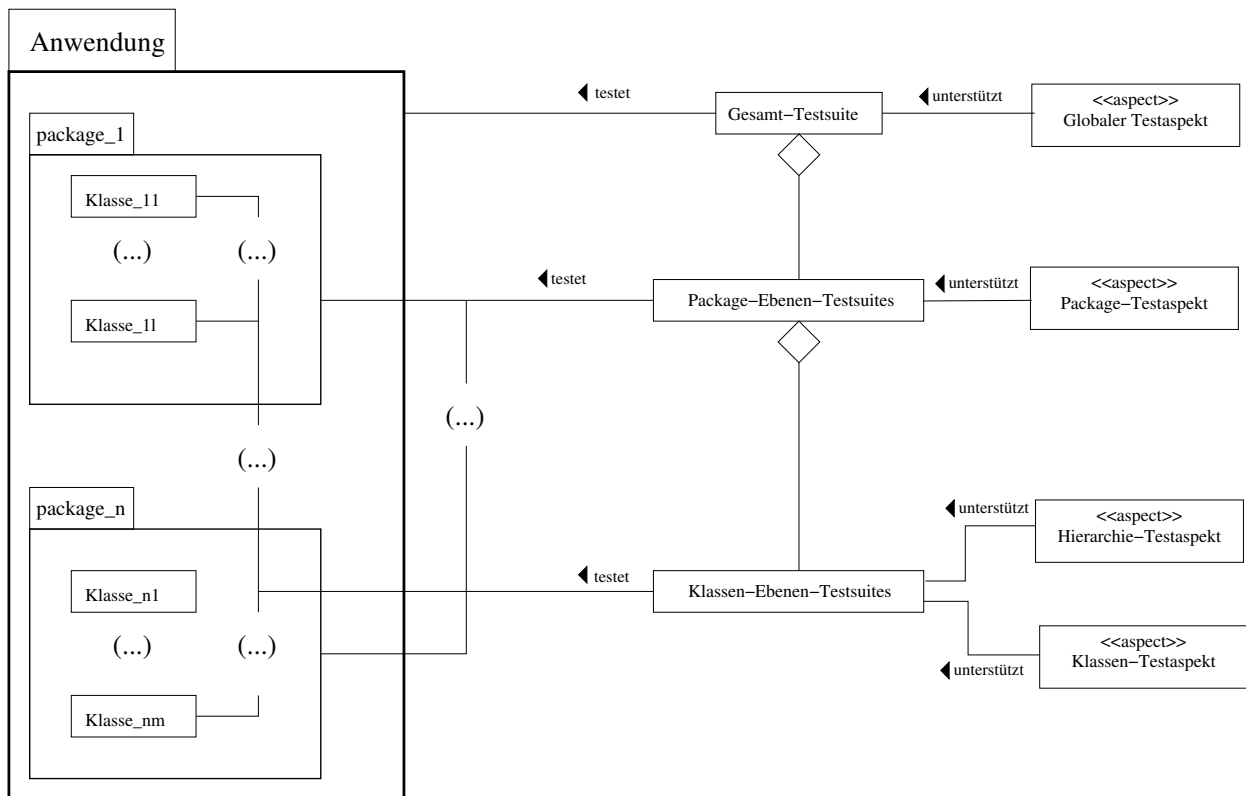 Anwendung
testet
unterstützt
<<aspect>>
Globaler Testaspekt
Gesamt−Testsuite
package_1
Klasse_11
(...)
(...)
testet
unterstützt
<<aspect>>
Package−Testaspekt
Package−Ebenen−Testsuites
Klasse_1l
(...)
(...)
package_n
unterstützt
<<aspect>>
Hierarchie−Testaspekt
testet
Klassen−Ebenen−Testsuites
Klasse_n1
(...)
(...)
<<aspect>>
Klassen−Testaspekt
unterstützt
Klasse_nm